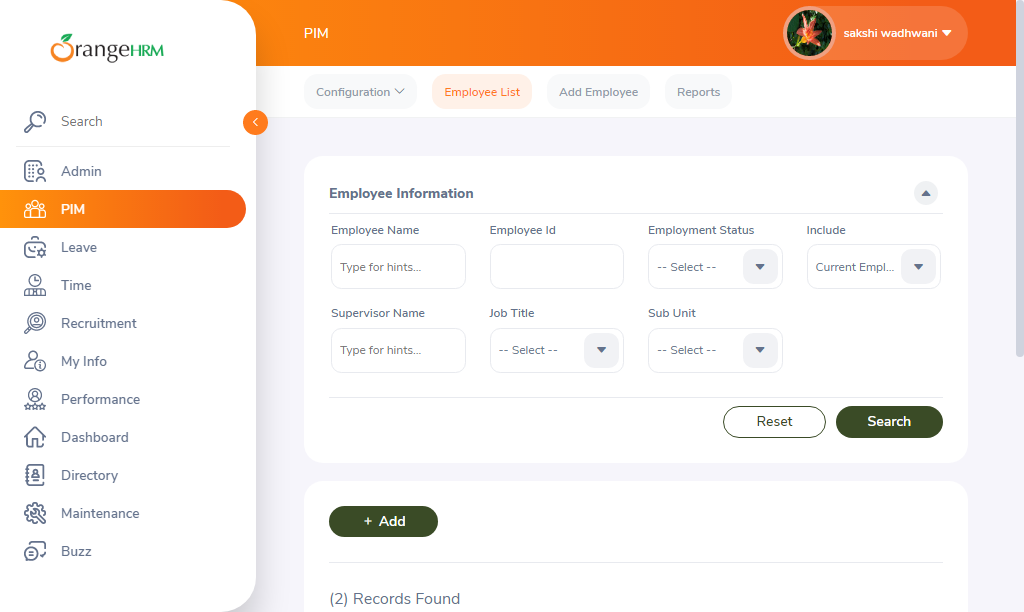 OrangeHRM
PIM
sakshi wadhwani
Configuration
Employee List
Add Employee
Reports
Search
Admin
PIM
Leave
Time
Recruitment
My Info
Performance
Dashboard
Directory
Maintenance
Buzz
Employee Information
Employee Name
Employee Id
Employment Status
Include
Type for hints...
-- Select --
Current Empl...
Supervisor Name
Job Title
Sub Unit
Type for hints...
-- Select --
-- Select --
Reset
Search
+ Add
(2) Records Found